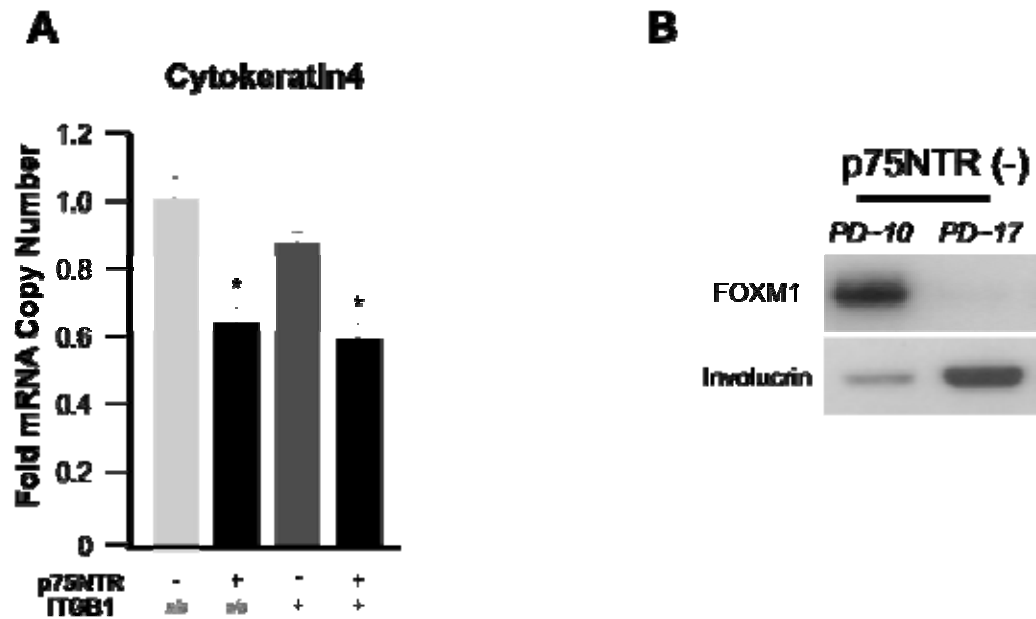 A
B
Cytokeratin4
Fold mRNA Copy Number
1.2
1.0
0.8
0.6
0.4
0.2
0
*
*
p75NTR - + - +
ITGB1 + +
p75NTR (-)
PD-10 PD-17
FOXM1
Involucrin